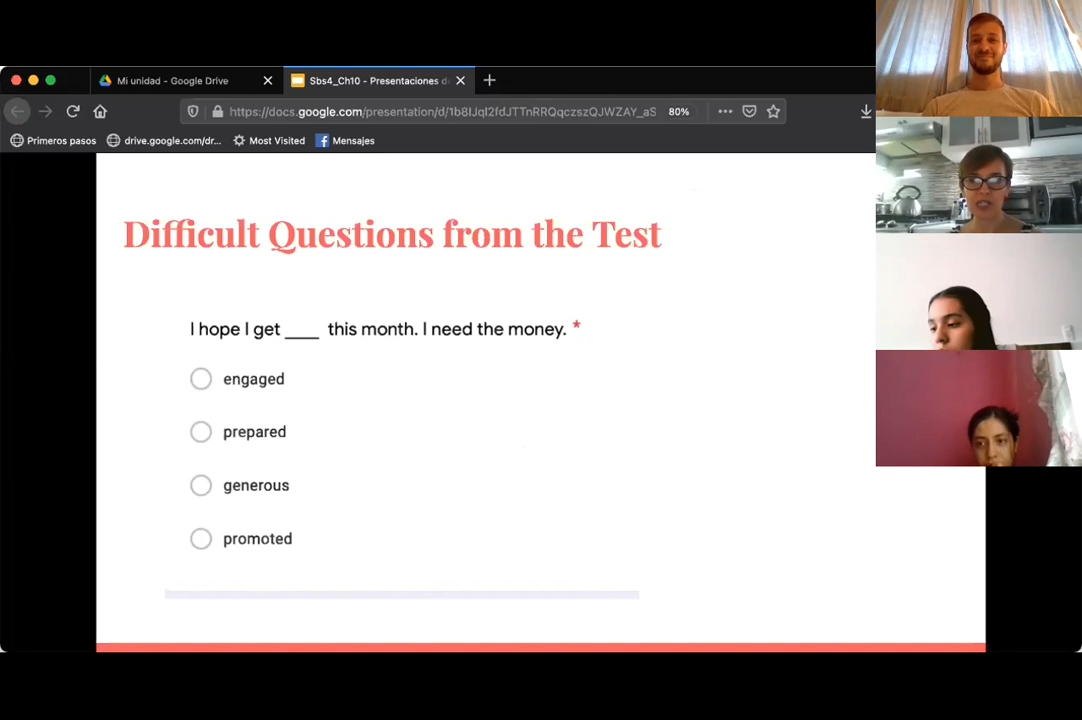 Mi unidad - Google Drive
Sbs4_Ch10 - Presentaciones d
https://docs.google.com/presentation/d/1b8IJqI2fdJTTnRRQqczszQJWZAY_aS
80%
Primeros pasos
drive.google.com/dr...
Most Visited
Mensajes
Difficult Questions from the Test
I hope I get ____ this month. I need the money. *
engaged
prepared
generous
promoted